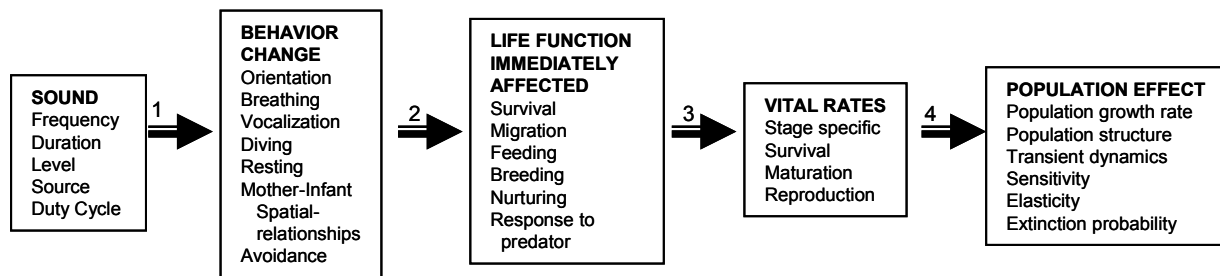 SOUND
Frequency
Duration
Level
Source
Duty Cycle
1
BEHAVIOR
CHANGE
Orientation
Breathing
Vocalization
Diving
Resting
Mother-Infant
Spatial-
relationships
Avoidance
2
LIFE FUNCTION
IMMEDIATELY
AFFECTED
Survival
Migration
Feeding
Breeding
Nurturing
Response to
predator
3
VITAL RATES
Stage specific
Survival
Maturation
Reproduction
4
POPULATION EFFECT
Population growth rate
Population structure
Transient dynamics
Sensitivity
Elasticity
Extinction probability